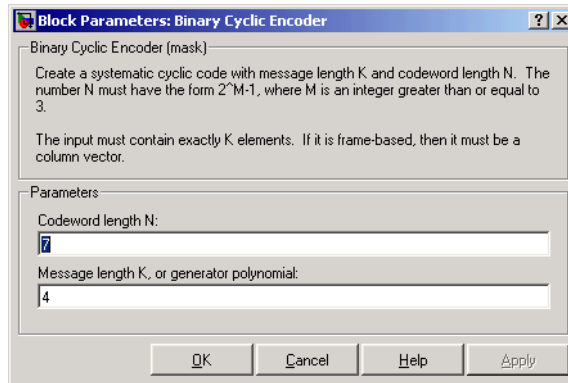 Block Parameters: Binary Cyclic Encoder
Binary Cyclic Encoder (mask)
Create a systematic cyclic code with message length K and codeword length N. The
number N must have the form 2^M-1, where M is an integer greater than or equal to
3.
The input must contain exactly K elements. If it is frame-based, then it must be a
column vector.
Parameters
Codeword length N:
7
Message length K, or generator polynomial:
4
OK Cancel Help Apply